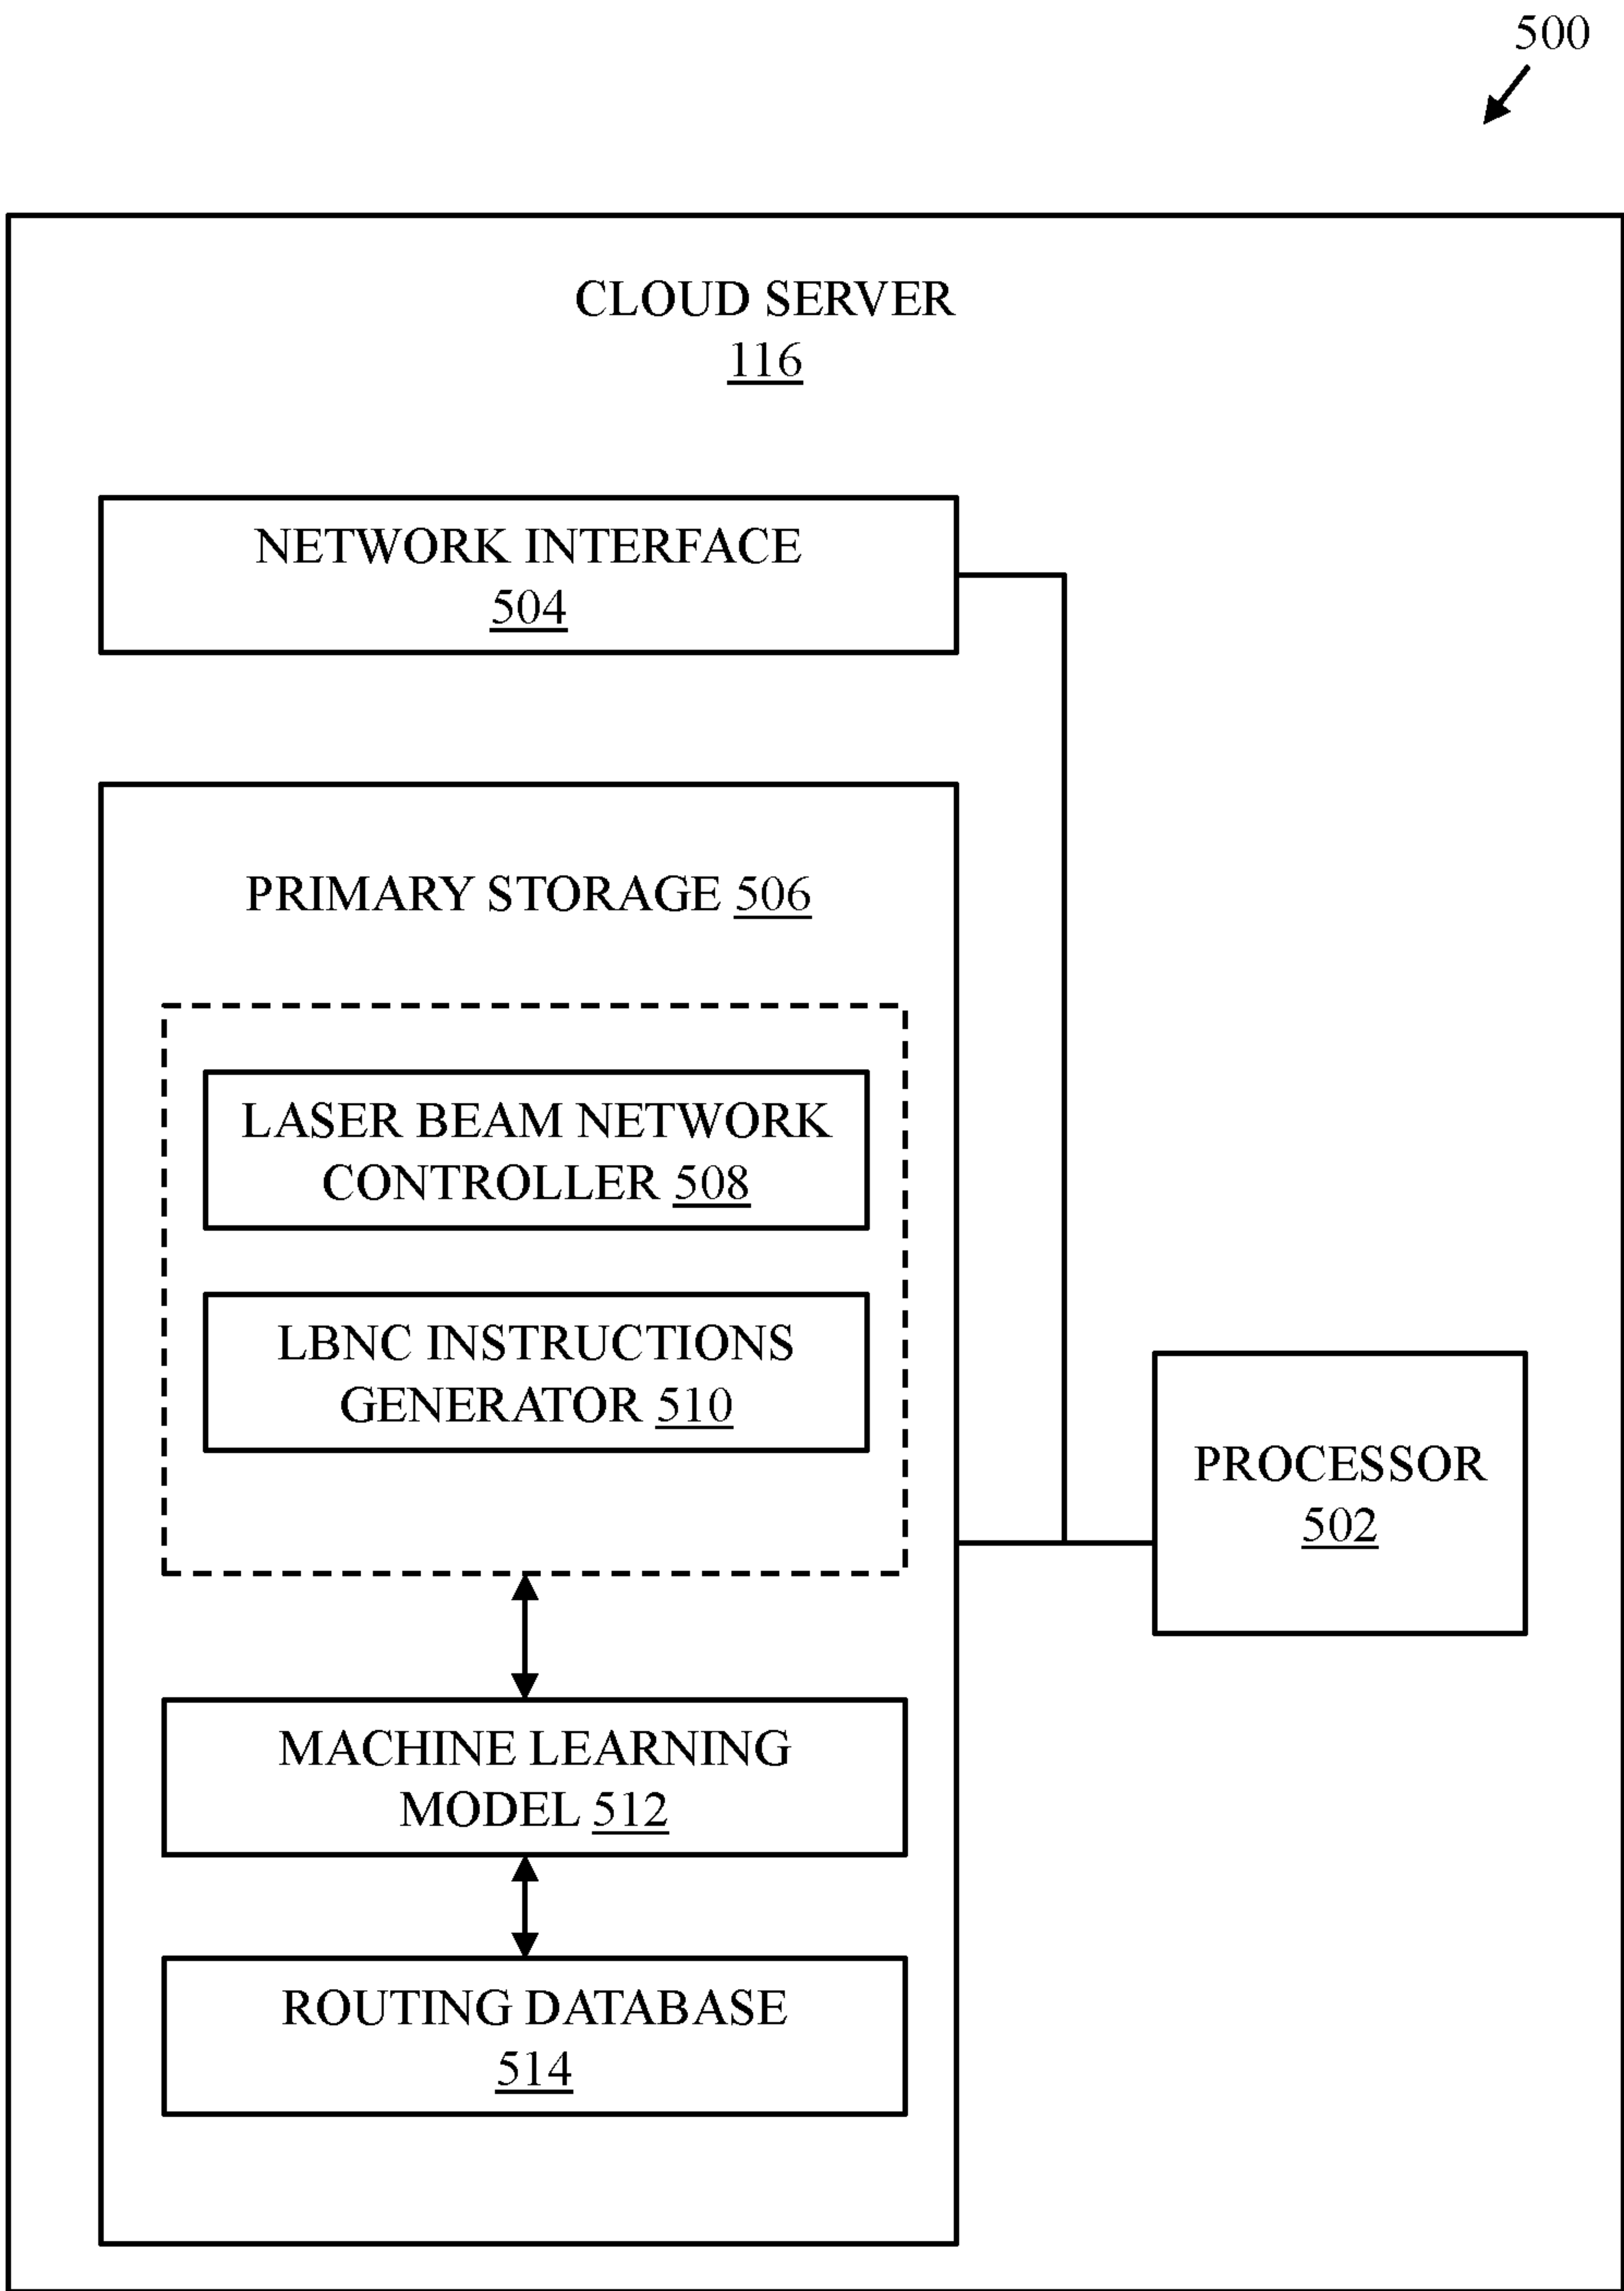 500
CLOUD SERVER
116
NETWORK INTERFACE
504
PRIMARY STORAGE 506
LASER BEAM NETWORK
CONTROLLER 508
LBNC INSTRUCTIONS
GENERATOR 510
PROCESSOR
502
MACHINE LEARNING
MODEL 512
ROUTING DATABASE
514